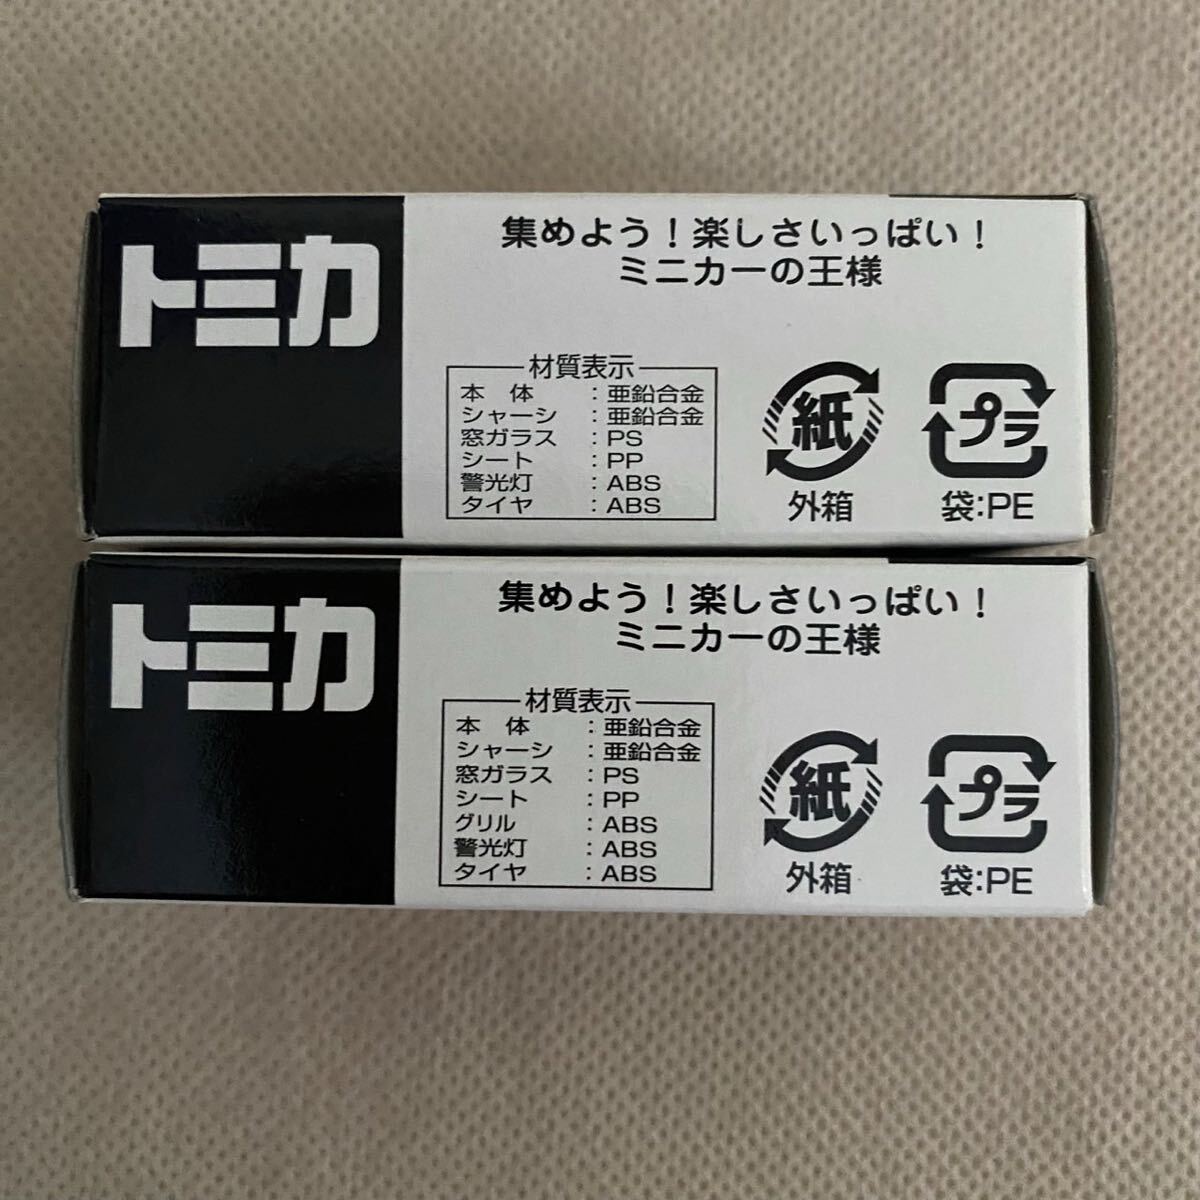 トミカ
集めよう！楽しさいっぱい！
ミニカーの王様
材質表示
本 体 ：亜鉛合金
シャーシ ：亜鉛合金
窓ガラス ：PS
シート ：PP
警光灯 ：ABS
タイヤ ：ABS
紙
外箱
プラ
袋：PE
トミカ
集めよう！楽しさいっぱい！
ミニカーの王様
材質表示
本 体 ：亜鉛合金
シャーシ ：亜鉛合金
窓ガラス ：PS
シート ：PP
グリル ：ABS
警光灯 ：ABS
タイヤ ：ABS
紙
外箱
プラ
袋：PE